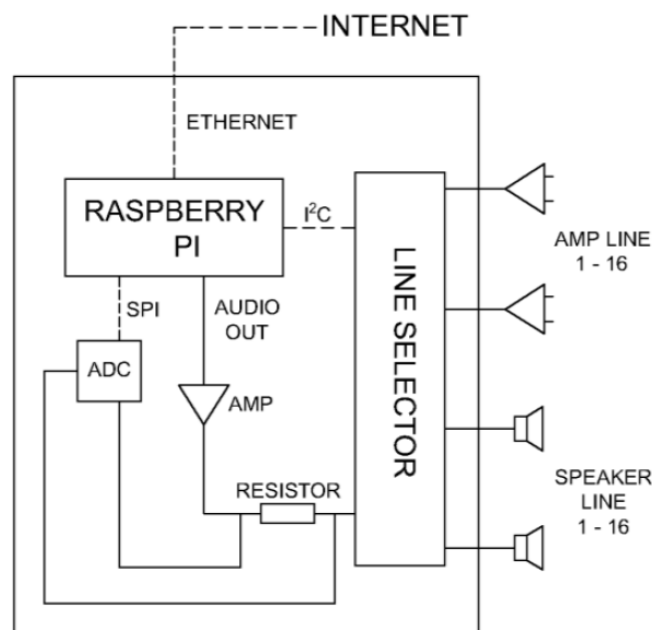 INTERNET
ETHERNET
RASPBERRY
PI
I²C
SPI
AUDIO
OUT
ADC
AMP
RESISTOR
LINE SELECTOR
AMP LINE
1 - 16
SPEAKER
LINE
1 - 16